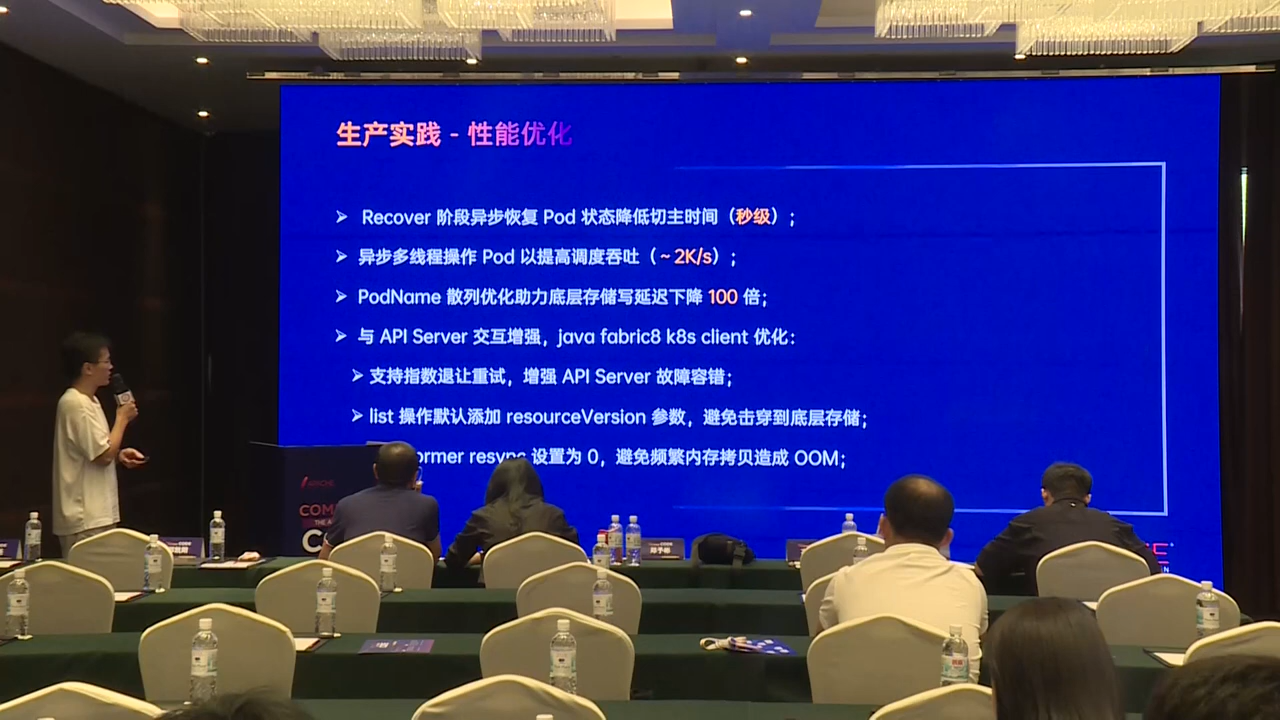 生产实践 - 性能优化
➢ Recover 阶段异步恢复 Pod 状态降低切主时间（秒级）;
➢ 异步多线程操作 Pod 以提高调度吞吐（~ 2K/s）;
➢ PodName 散列优化助力底层存储写延迟下降 100 倍;
➢ 与 API Server 交互增强，java fabric8 k8s client 优化:
➢ 支持指数退让重试，增强 API Server 故障容错;
➢ list 操作默认添加 resourceVersion 参数，避免击穿到底层存储;
resync 设置为 0，避免频繁内存拷贝造成 OOM;
APACHE